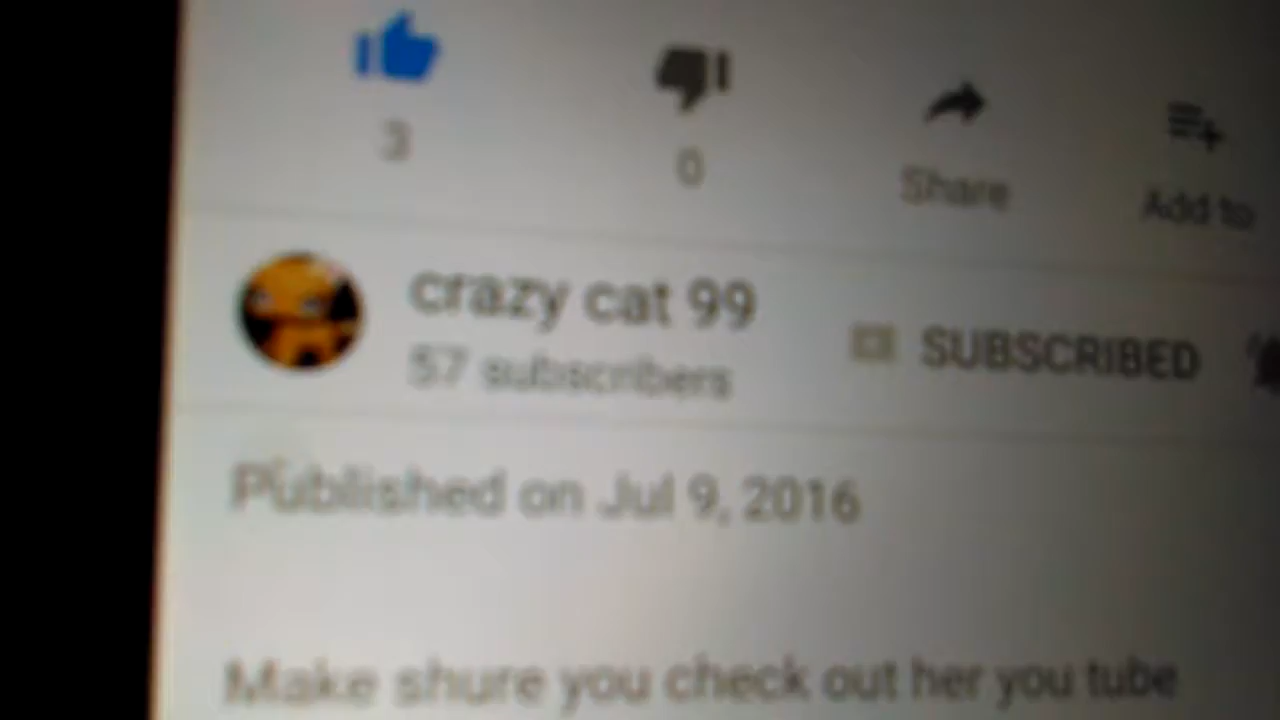 3
0
Share
Add to
crazy cat 99
57 subscribers
SUBSCRIBED
Published on Jul 9, 2016
Make shure you check out her you tube